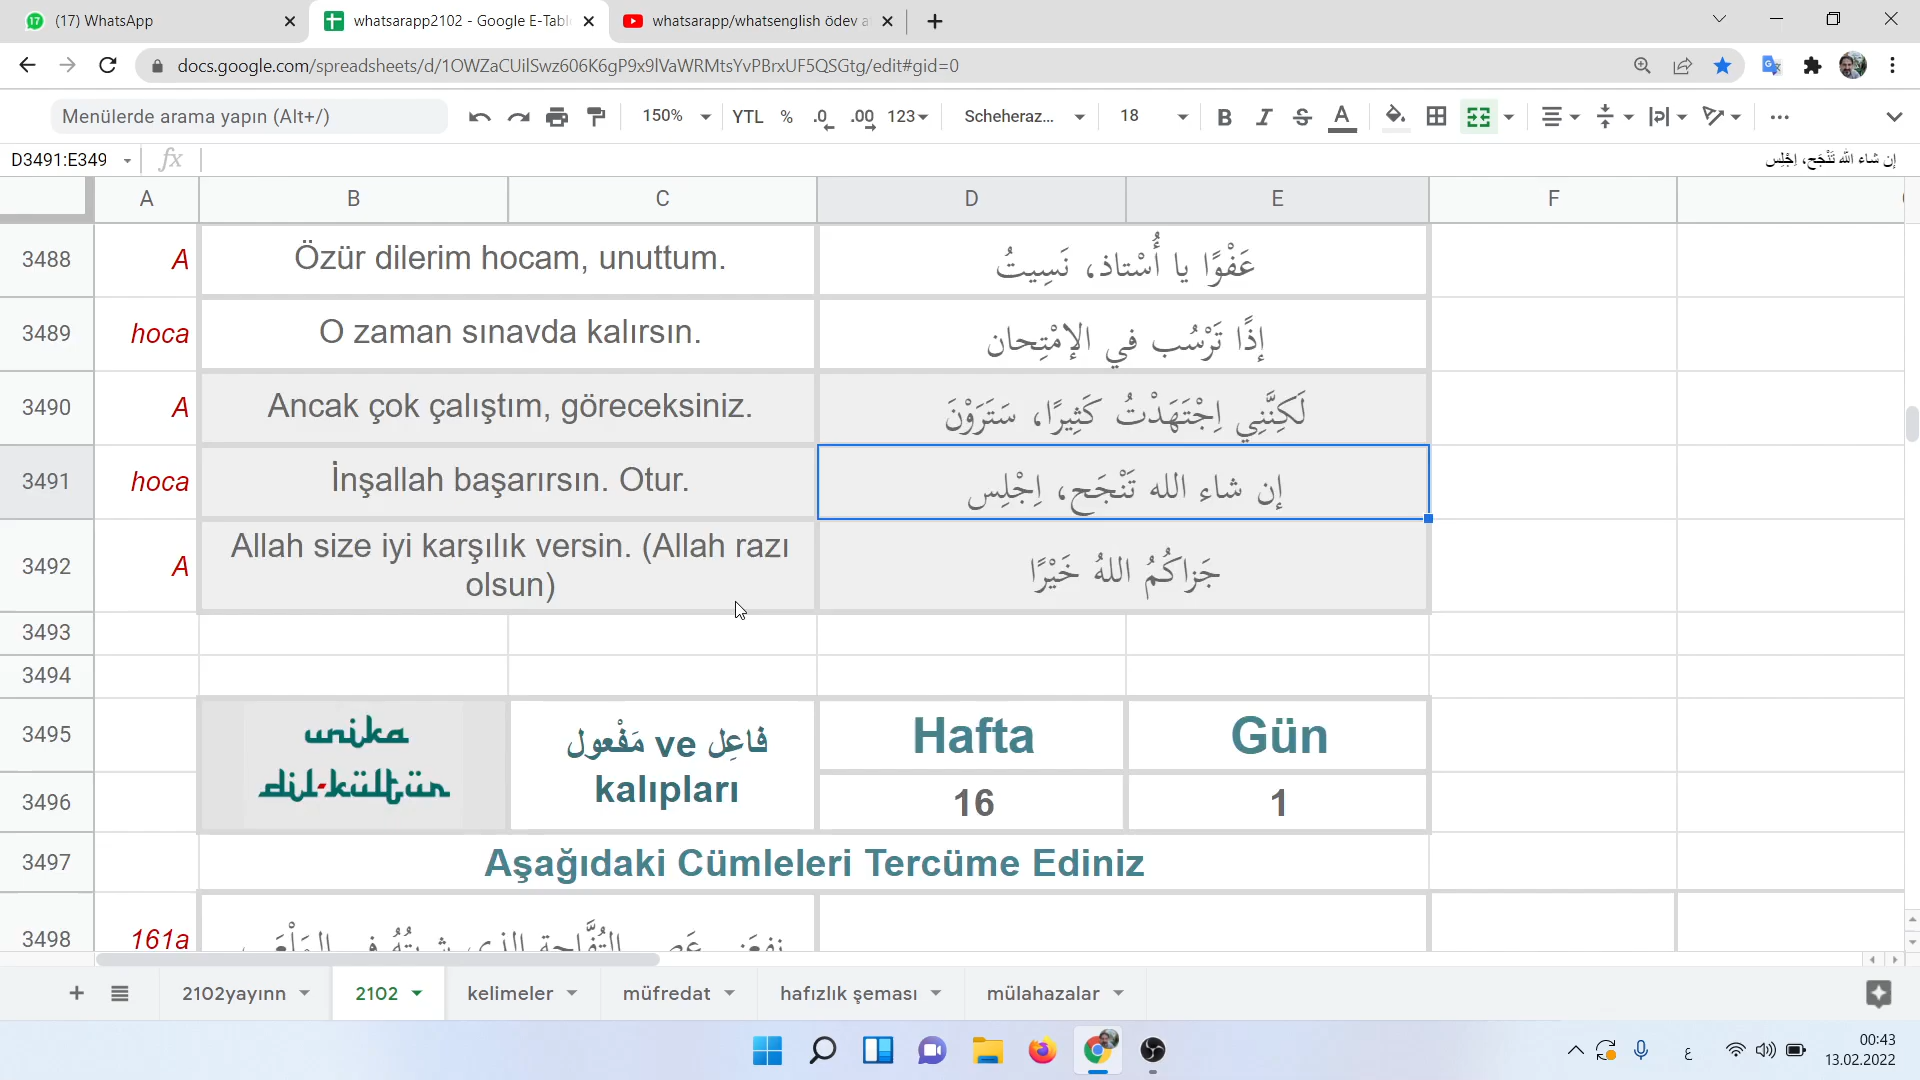 (17) WhatsApp
whatsarapp2102 - Google E-Tabl
whatsarapp/whatsenglish ödev a
docs.google.com/spreadsheets/d/1OWZaCUilSwz606K6gP9x9lVaWRMtsYvPBrxUF5QSGtg/edit#gid=0
Menülerde arama yapın (Alt+/)
150% YTL % .0 .00 123 Scheheraz... 18 B I S A
D3491:E349 fx إن شاء الله تَنْجَح، اِجْلِس
A B C D E F
3488 A Özür dilerim hocam, unuttum. عَفْوًا يا أُسْتاذ، نَسِيتُ
3489 hoca O zaman sınavda kalırsın. إذًا تَرْسُب في الإمْتِحان
3490 A Ancak çok çalıştım, göreceksiniz. لَكِنَّنِي اِجْتَهَدْتُ كَثِيرًا، سَتَرَوْنَ
3491 hoca İnşallah başarırsın. Otur. إن شاء الله تَنْجَح، اِجْلِس
3492 A Allah size iyi karşılık versin. (Allah razı
olsun) جَزاكُمُ اللهُ خَيْرًا
3493
3494
3495 unika فاعِل ve مَفْعول Hafta Gün
3496 dil-kültür kalıpları 16 1
3497 Aşağıdaki Cümleleri Tercüme Ediniz
3498 161a
2102yayınn 2102 kelimeler müfredat hafızlık şeması mülahazalar
ع
00:43
13.02.2022